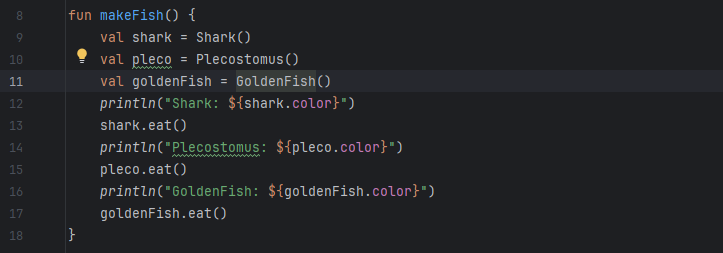 8 fun makeFish() {
9 val shark = Shark()
10 val pleco = Plecostomus()
11 val goldenFish = GoldenFish()
12 println("Shark: ${shark.color}")
13 shark.eat()
14 println("Plecostomus: ${pleco.color}")
15 pleco.eat()
16 println("GoldenFish: ${goldenFish.color}")
17 goldenFish.eat()
18 }